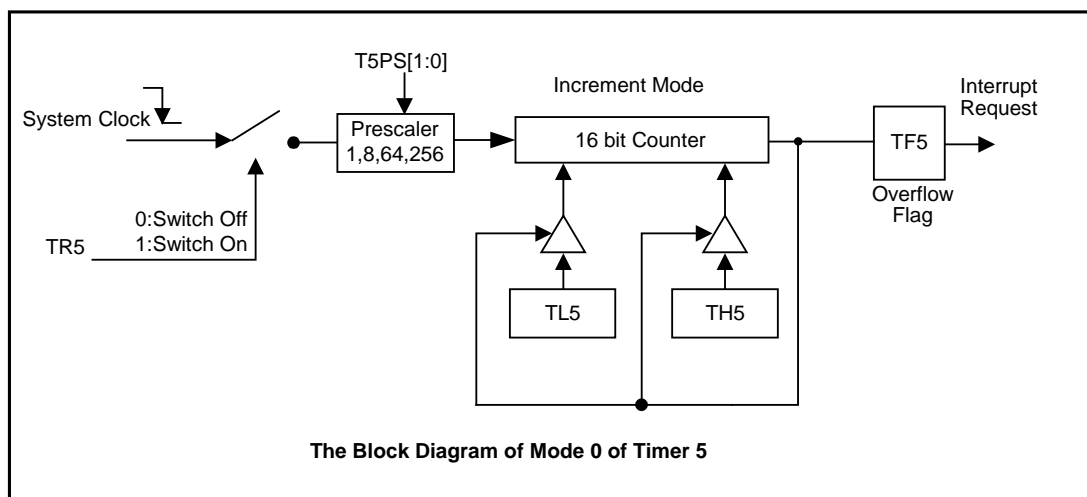 T5PS[1:0]
Increment Mode
Interrupt
Request
System Clock
Prescaler
1,8,64,256
16 bit Counter
TF5
Overflow
Flag
0:Switch Off
1:Switch On
TR5
TL5
TH5
The Block Diagram of Mode 0 of Timer 5